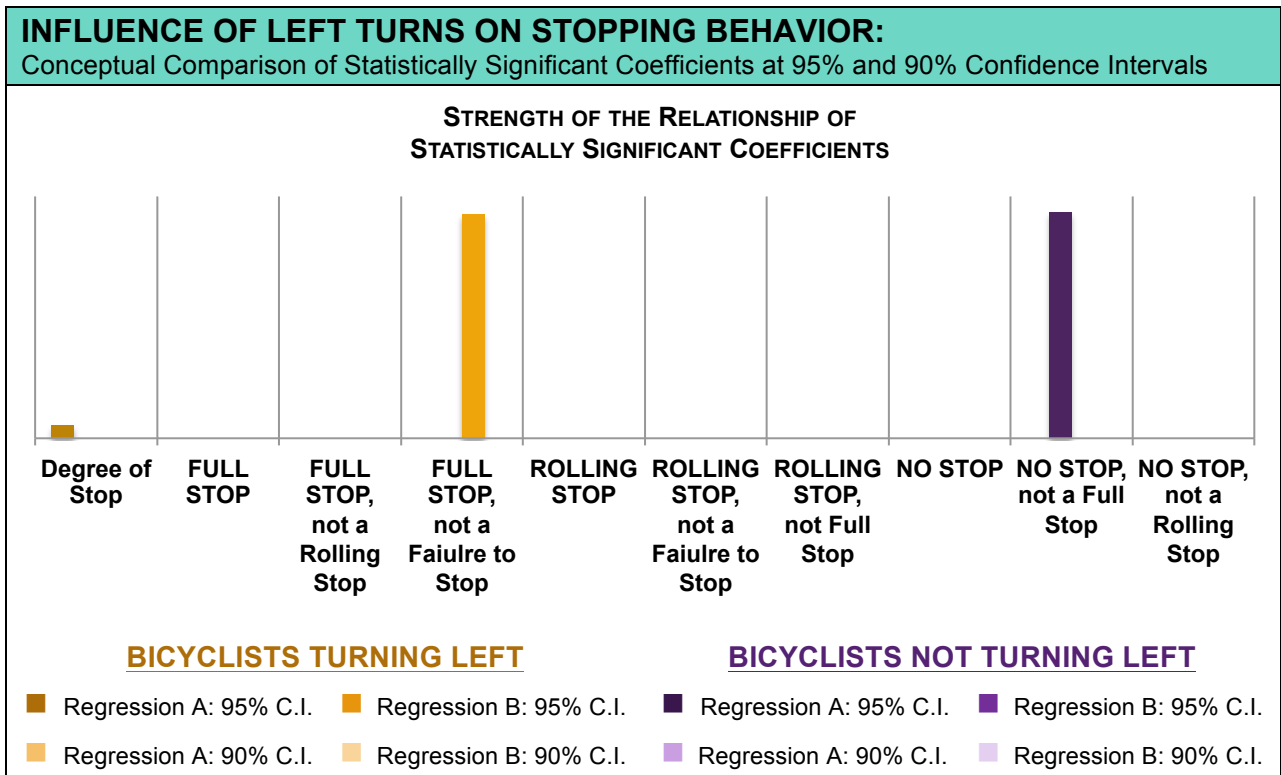 INFLUENCE OF LEFT TURNS ON STOPPING BEHAVIOR:
Conceptual Comparison of Statistically Significant Coefficients at 95% and 90% Confidence Intervals
STRENGTH OF THE RELATIONSHIP OF
STATISTICALLY SIGNIFICANT COEFFICIENTS
Degree of
Stop
FULL
STOP
FULL
STOP,
not a
Rolling
Stop
FULL
STOP,
not a
Faiulre to
Stop
ROLLING
STOP
ROLLING
STOP,
not a
Faiulre to
Stop
ROLLING
STOP,
not Full
Stop
NO STOP
NO STOP,
not a Full
Stop
NO STOP,
not a
Rolling
Stop
BICYCLISTS TURNING LEFT
Regression A: 95% C.I.
Regression B: 95% C.I.
Regression A: 90% C.I.
Regression B: 90% C.I.
BICYCLISTS NOT TURNING LEFT
Regression A: 95% C.I.
Regression B: 95% C.I.
Regression A: 90% C.I.
Regression B: 90% C.I.